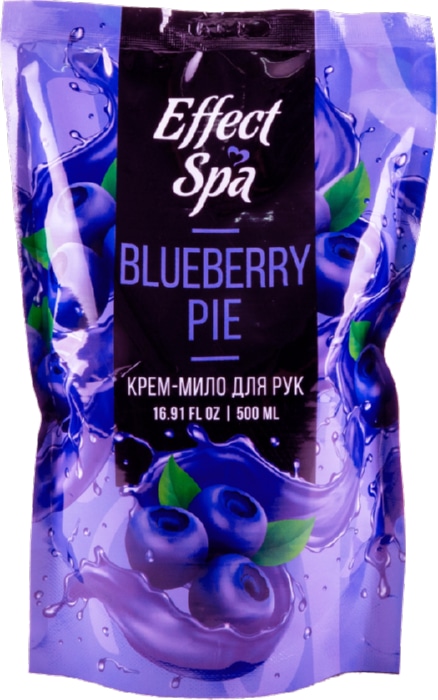 Effect
Spa
BLUEBERRY
PIE
КРЕМ-МИЛО ДЛЯ РУК
16.91 FL OZ | 500 ML